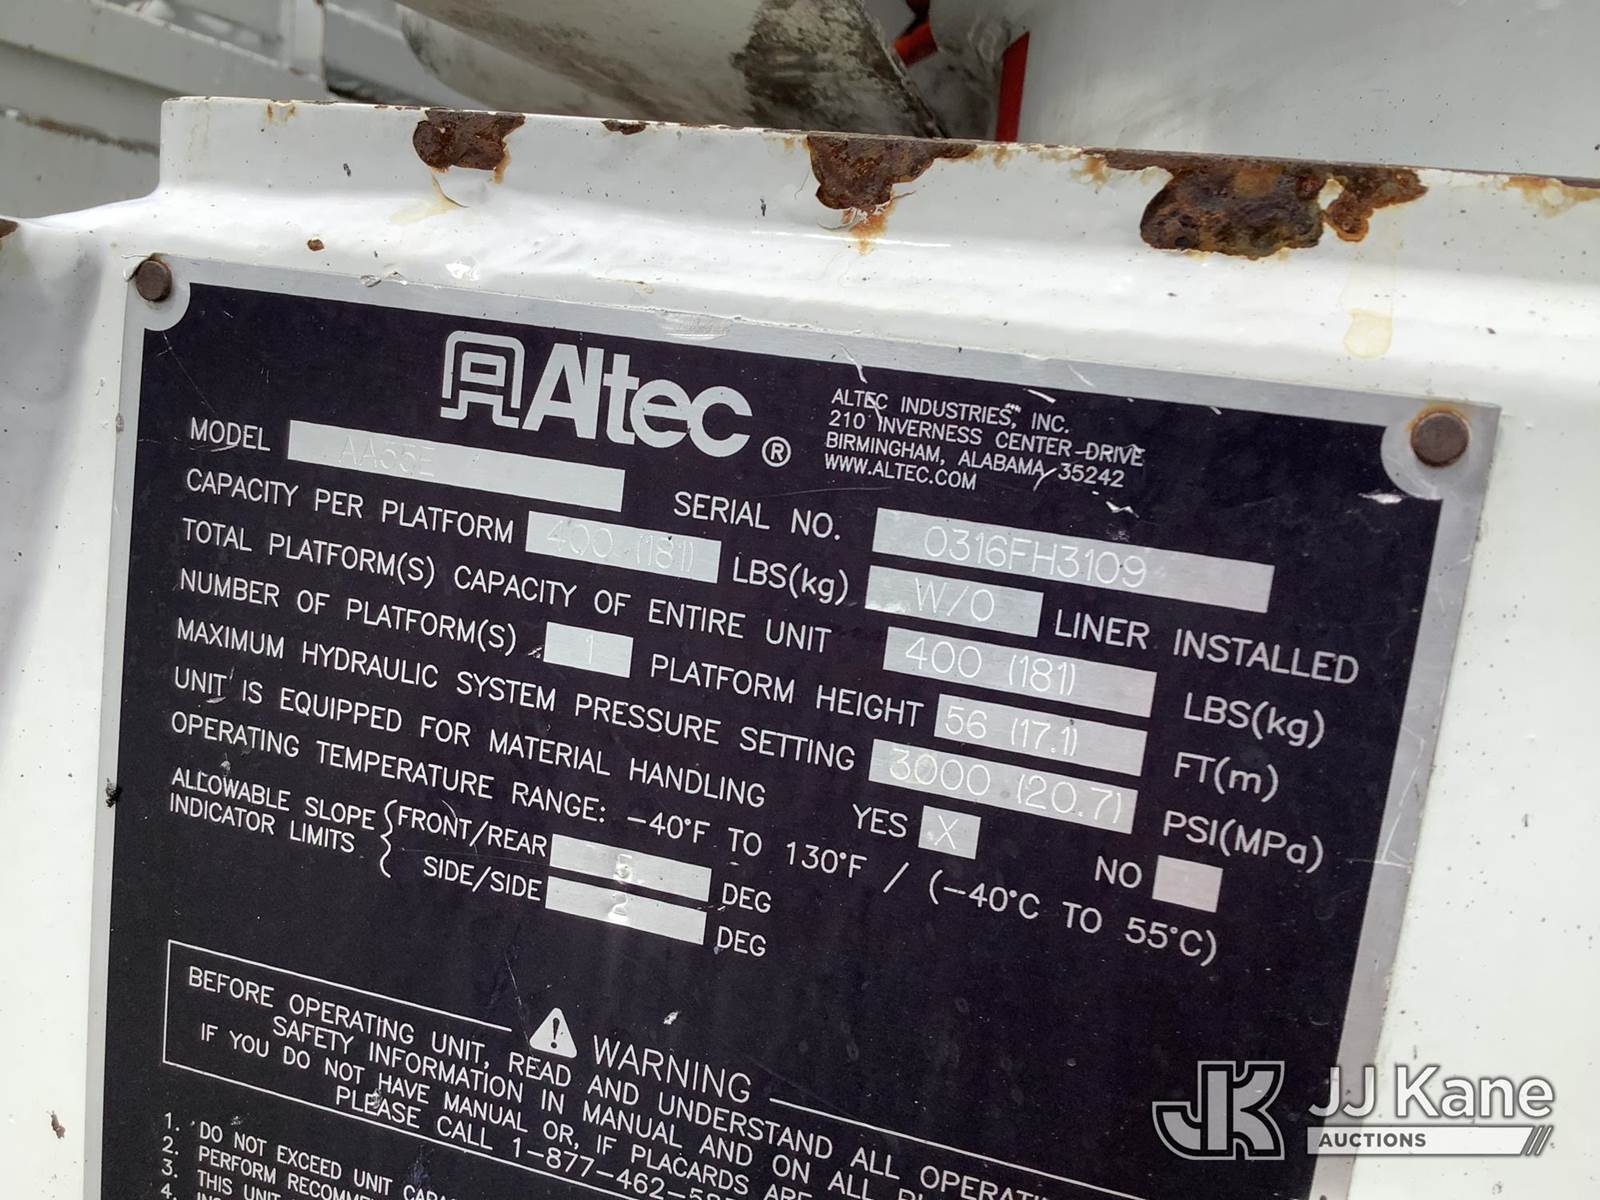 Altec®
ALTEC INDUSTRIES, INC.
210 INVERNESS CENTER DRIVE
BIRMINGHAM, ALABAMA 35242
WWW.ALTEC.COM
MODEL AA55E SERIAL NO. 0316FH3109
CAPACITY PER PLATFORM 400 (181) LBS(kg) W/O LINER INSTALLED
TOTAL PLATFORM(S) CAPACITY OF ENTIRE UNIT 400 (181) LBS(kg)
NUMBER OF PLATFORM(S) 1 PLATFORM HEIGHT 56 (17.1) FT(m)
MAXIMUM HYDRAULIC SYSTEM PRESSURE SETTING 3000 (20.7) PSI(MPa)
UNIT IS EQUIPPED FOR MATERIAL HANDLING YES X NO
OPERATING TEMPERATURE RANGE: -40°F TO 130°F / (-40°C TO 55°C)
ALLOWABLE SLOPE FRONT/REAR 5 DEG
INDICATOR LIMITS SIDE/SIDE 2 DEG
WARNING
BEFORE OPERATING UNIT, READ AND UNDERSTAND ALL
SAFETY INFORMATION IN MANUAL AND ON ALL
IF YOU DO NOT HAVE MANUAL OR, IF PLACARDS ARE
PLEASE CALL 1-877-462-
1. DO NOT EXCEED UNIT
2. PERFORM
3. THIS UNIT
4.
JK JJ Kane
AUCTIONS